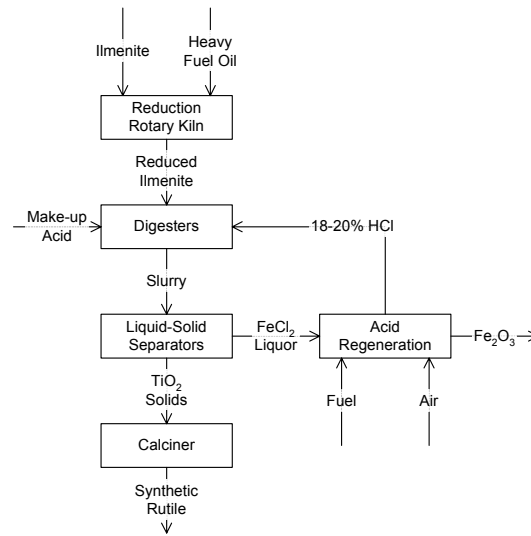 Ilmenite
Heavy
Fuel Oil
Reduction
Rotary Kiln
Reduced
Ilmenite
Make-up
Acid
Digesters
18-20% HCl
Slurry
Liquid-Solid
Separators
FeCl₂
Liquor
Acid
Regeneration
Fe₂O₃
TiO₂
Solids
Fuel
Air
Calciner
Synthetic
Rutile